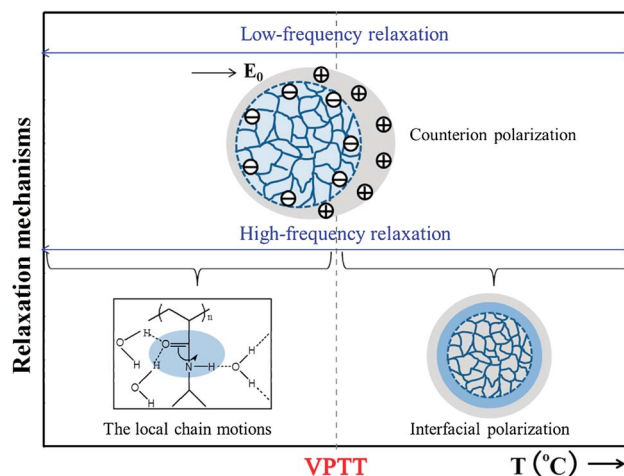 Low-frequency relaxation
E₀
Counterion polarization
High-frequency relaxation
Relaxation mechanisms
n
H
O
H
O
H
O
H
N
H
O
H
H
The local chain motions
Interfacial polarization
VPTT
T (°C)